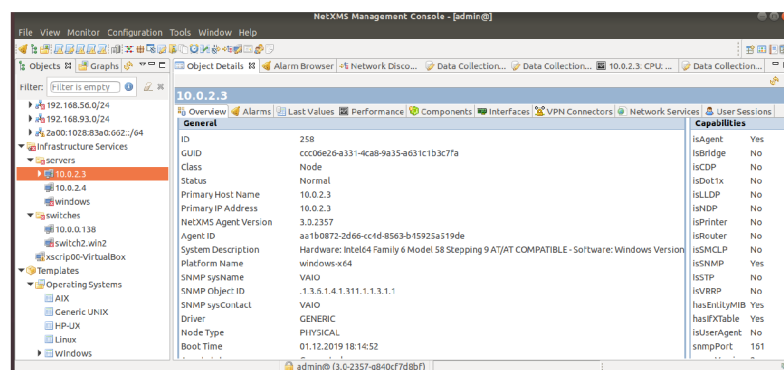 NetXMS Management Console - [admin@]
File View Monitor Configuration Tools Window Help
Objects Graphs
Object Details Alarm Browser Network Disco... Data Collection... Data Collection... 10.0.2.3: CPU: ... Data Collection...
Filter: Filter is empty
10.0.2.3
Overview Alarms Last Values Performance Components Interfaces VPN Connectors Network Services User Sessions
192.168.56.0/24
192.168.93.0/24
2a00:1028:83a0:662::/64
Infrastructure Services
servers
10.0.2.3
10.0.2.4
windows
switches
10.0.0.138
switch2.win2
xscrip00-VirtualBox
Templates
Operating Systems
AIX
Generic UNIX
HP-UX
Linux
Windows
General
ID 258
GUID ccc06e26-a331-4ca8-9a35-a631c1b3c7fa
Class Node
Status Normal
Primary Host Name 10.0.2.3
Primary IP Address 10.0.2.3
NetXMS Agent Version 3.0.2357
Agent ID aa1b0872-2d66-cc4d-8563-b45925a519de
System Description Hardware: Intel64 Family 6 Model 58 Stepping 9 AT/AT COMPATIBLE - Software: Windows Version
Platform Name windows-x64
SNMP sysName VAIO
SNMP Object ID .1.3.6.1.4.1.311.1.1.3.1.1
SNMP sysContact VAIO
Driver GENERIC
Node Type PHYSICAL
Boot Time 01.12.2019 18:14:52
Capabilities
isAgent Yes
isBridge No
isCDP No
isDot1x No
isLLDP No
isNDP No
isPrinter No
isRouter No
isSMCLP No
isSNMP Yes
isSTP No
isVRRP No
hasEntityMIB Yes
hasIfXTable Yes
isUserAgent No
snmpPort 161
admin@ (3.0-2357-g840cf7d8bf)